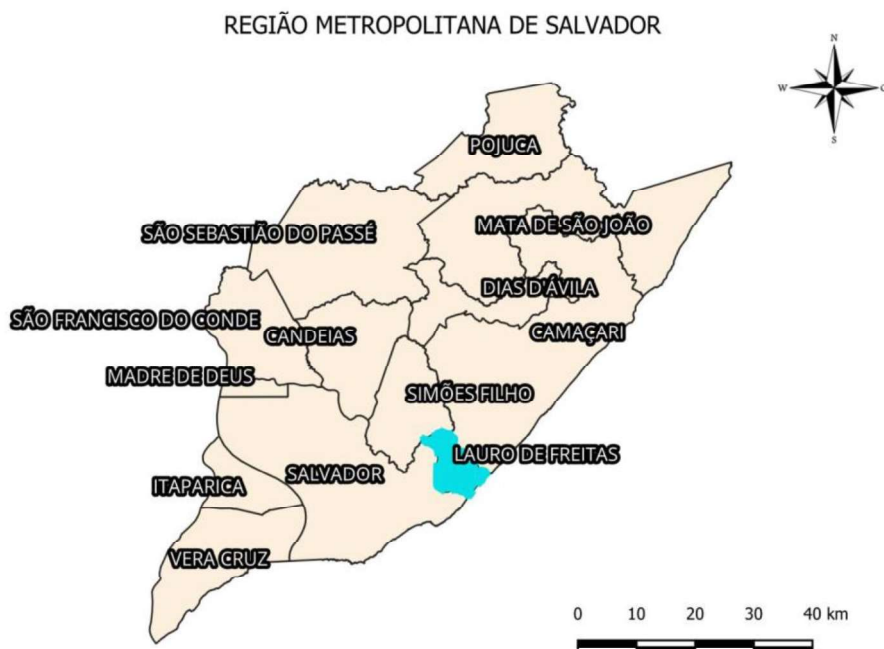 REGIÃO METROPOLITANA DE SALVADOR
N
W
S
POJUCA
MATA DE SÃO JOÃO
SÃO SEBASTIÃO DO PASSÉ
DIAS D'ÁVILA
SÃO FRANCISCO DO CONDE
CANDEIAS
CAMAÇARI
MADRE DE DEUS
SIMÕES FILHO
LAURO DE FREITAS
SALVADOR
ITAPARICA
VERA CRUZ
0 10 20 30 40 km